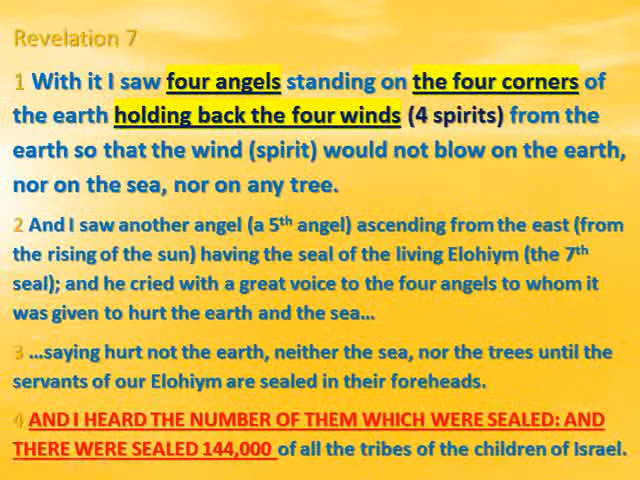 Revelation 7
1 With it I saw four angels standing on the four corners of
the earth holding back the four winds (4 spirits) from the
earth so that the wind (spirit) would not blow on the earth,
nor on the sea, nor on any tree.
2 And I saw another angel (a 5th angel) ascending from the east (from
the rising of the sun) having the seal of the living Elohiym (the 7th
seal); and he cried with a great voice to the four angels to whom it
was given to hurt the earth and the sea…
3 …saying hurt not the earth, neither the sea, nor the trees until the
servants of our Elohiym are sealed in their foreheads.
4 AND I HEARD THE NUMBER OF THEM WHICH WERE SEALED: AND
THERE WERE SEALED 144,000 of all the tribes of the children of Israel.